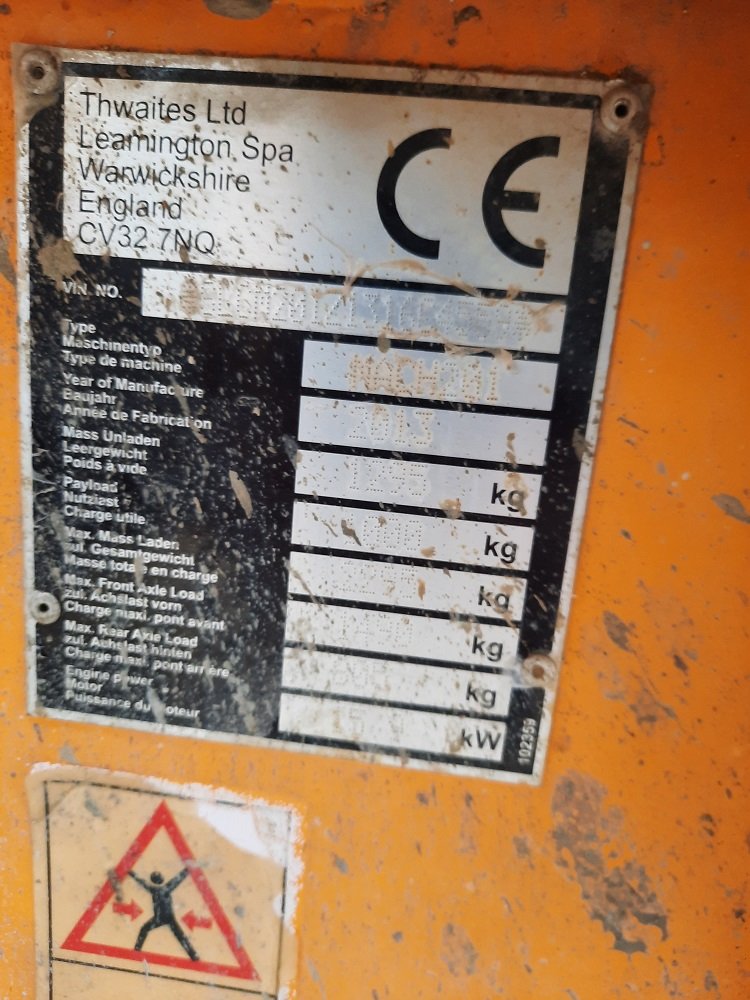 Thwaites Ltd
Leamington Spa
Warwickshire
England
CV32 7NQ
CE
VIN. NO.
Type
Maschinentyp
Type de machine
MACH201
Year of Manufacture
Baujahr
Année de Fabrication
2013
Mass Unladen
Leergewicht
Poids à vide
kg
Payload
Nutzlast
Charge utile
kg
Max. Mass Laden
zul. Gesamtgewicht
Masse totale en charge
kg
Max. Front Axle Load
zul. Achslast vorn
Charge maxi. pont avant
kg
Max. Rear Axle Load
zul. Achslast hinten
Charge maxi. pont arrière
kg
Engine power
Motor
Puissance du moteur
kW
102359